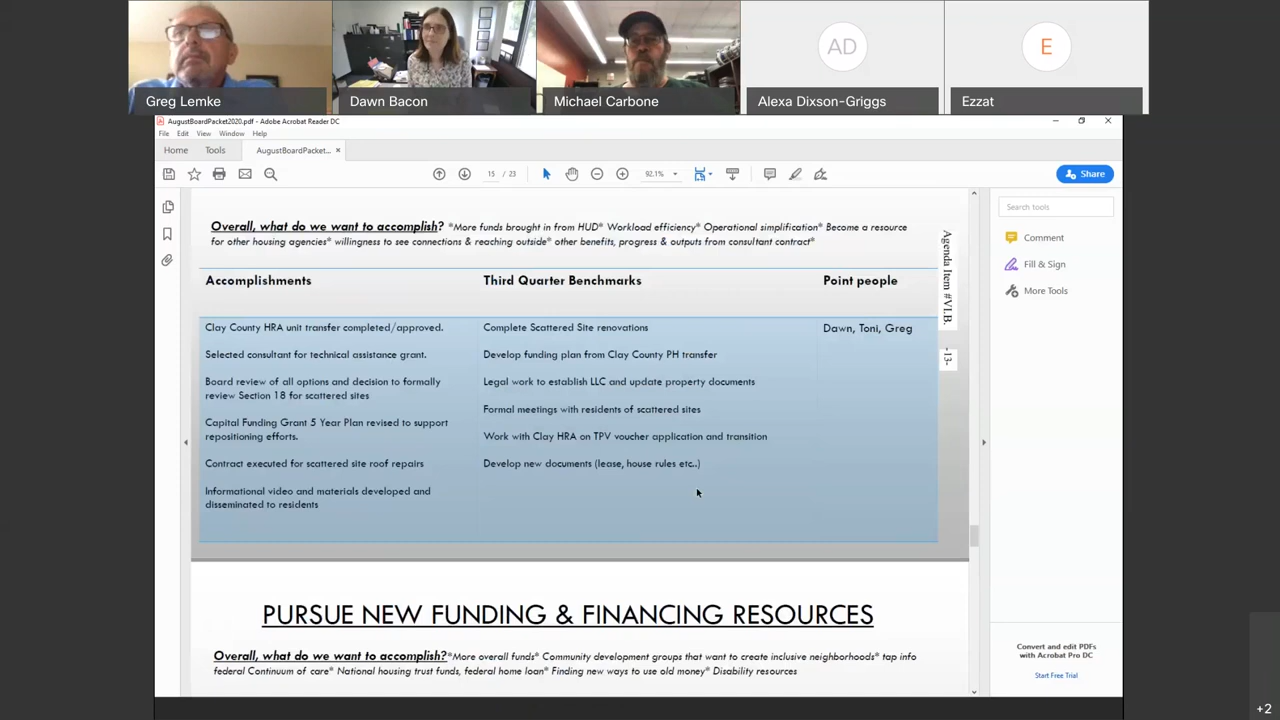 AD
E
Greg Lemke
Dawn Bacon
Michael Carbone
Alexa Dixson-Griggs
Ezzat
AugustBoardPacket2020.pdf - Adobe Acrobat Reader DC
File Edit View Window Help
Home Tools AugustBoardPacket... ×
15 / 23 92.1% Share
Search tools
Comment
Fill & Sign
More Tools
Overall, what do we want to accomplish? *More funds brought in from HUD* Workload efficiency* Operational simplification* Become a resource
for other housing agencies* willingness to see connections & reaching outside* other benefits, progress & outputs from consultant contract*
Agenda Item #VI.B.
-13-
Accomplishments Third Quarter Benchmarks Point people
Clay County HRA unit transfer completed/approved. Complete Scattered Site renovations Dawn, Toni, Greg
Selected consultant for technical assistance grant. Develop funding plan from Clay County PH transfer
Board review of all options and decision to formally Legal work to establish LLC and update property documents
review Section 18 for scattered sites Formal meetings with residents of scattered sites
Capital Funding Grant 5 Year Plan revised to support Work with Clay HRA on TPV voucher application and transition
repositioning efforts.
Contract executed for scattered site roof repairs Develop new documents (lease, house rules etc..)
Informational video and materials developed and
disseminated to residents
PURSUE NEW FUNDING & FINANCING RESOURCES
Overall, what do we want to accomplish?*More overall funds* Community development groups that want to create inclusive neighborhoods* tap info
federal Continuum of care* National housing trust funds, federal home loan* Finding new ways to use old money* Disability resources
Convert and edit PDFs
with Acrobat Pro DC
Start Free Trial
+2